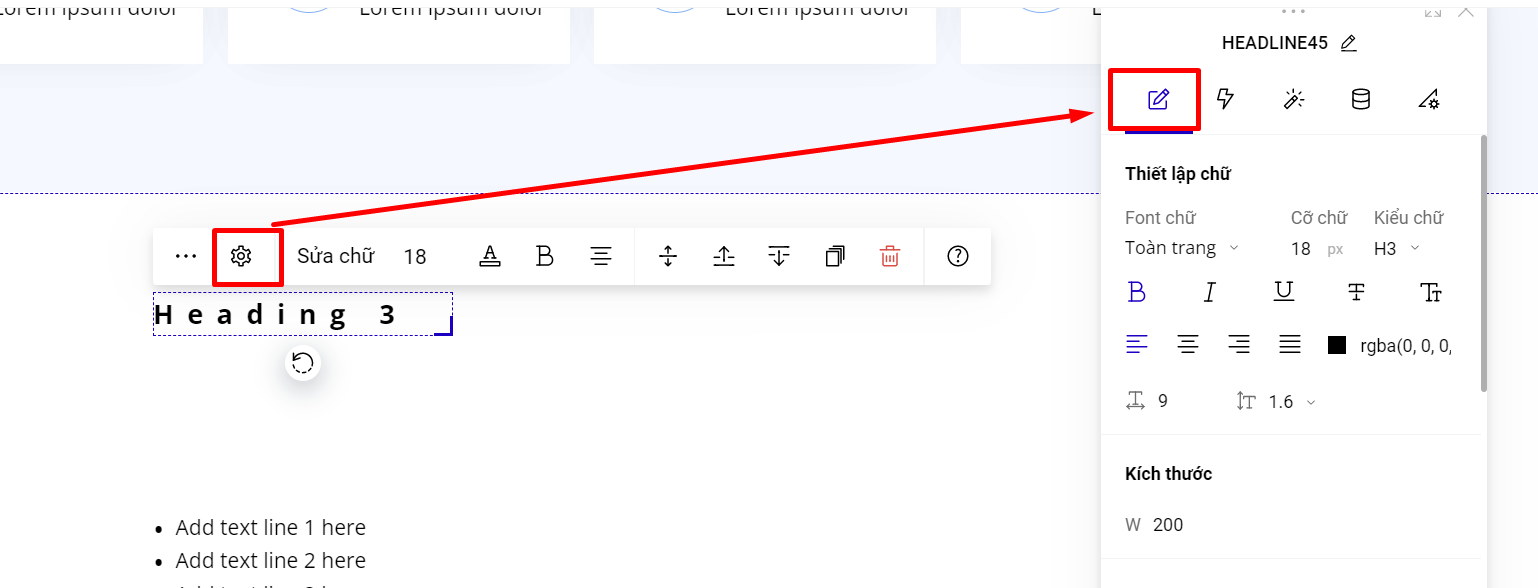 Lorem ipsum dolor
Lorem ipsum dolor
Lorem ipsum dolor
HEADLINE45
Thiết lập chữ
Font chữ
Cỡ chữ
Kiểu chữ
Toàn trang
18 px
H3
B I U T Tт
rgba(0, 0, 0,
9
1.6
Kích thước
W 200
Sửa chữ
18
A
B
Heading 3
Add text line 1 here
Add text line 2 here